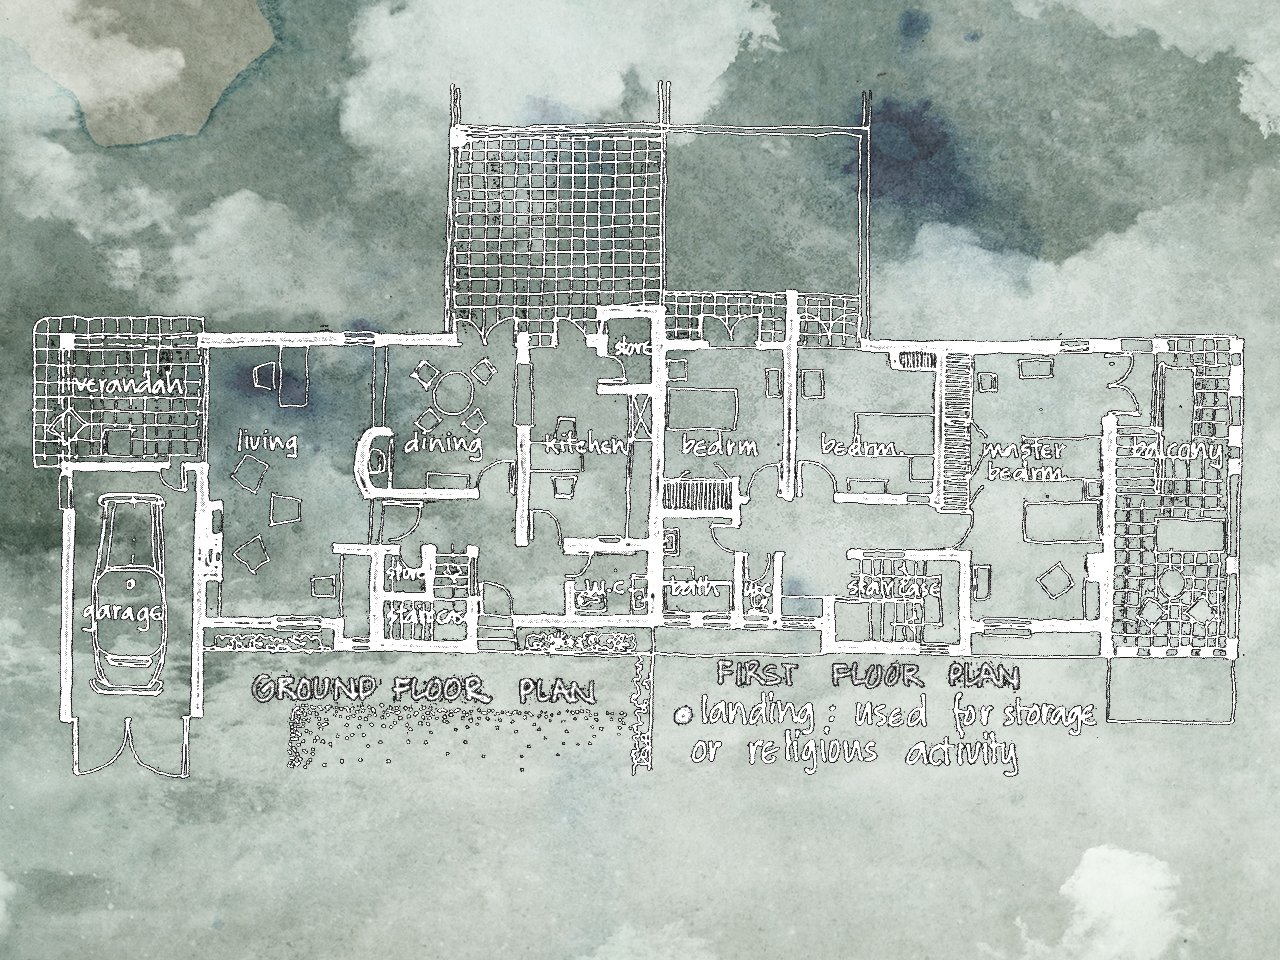 verandah
living
dining
kitchen
store
bedrm
bedrm.
master
bedrm.
balcony
garage
store
staircase
w.c.
bath
w.c
staircase
GROUND FLOOR PLAN
FIRST FLOOR PLAN
landing : used for storage
or religious activity